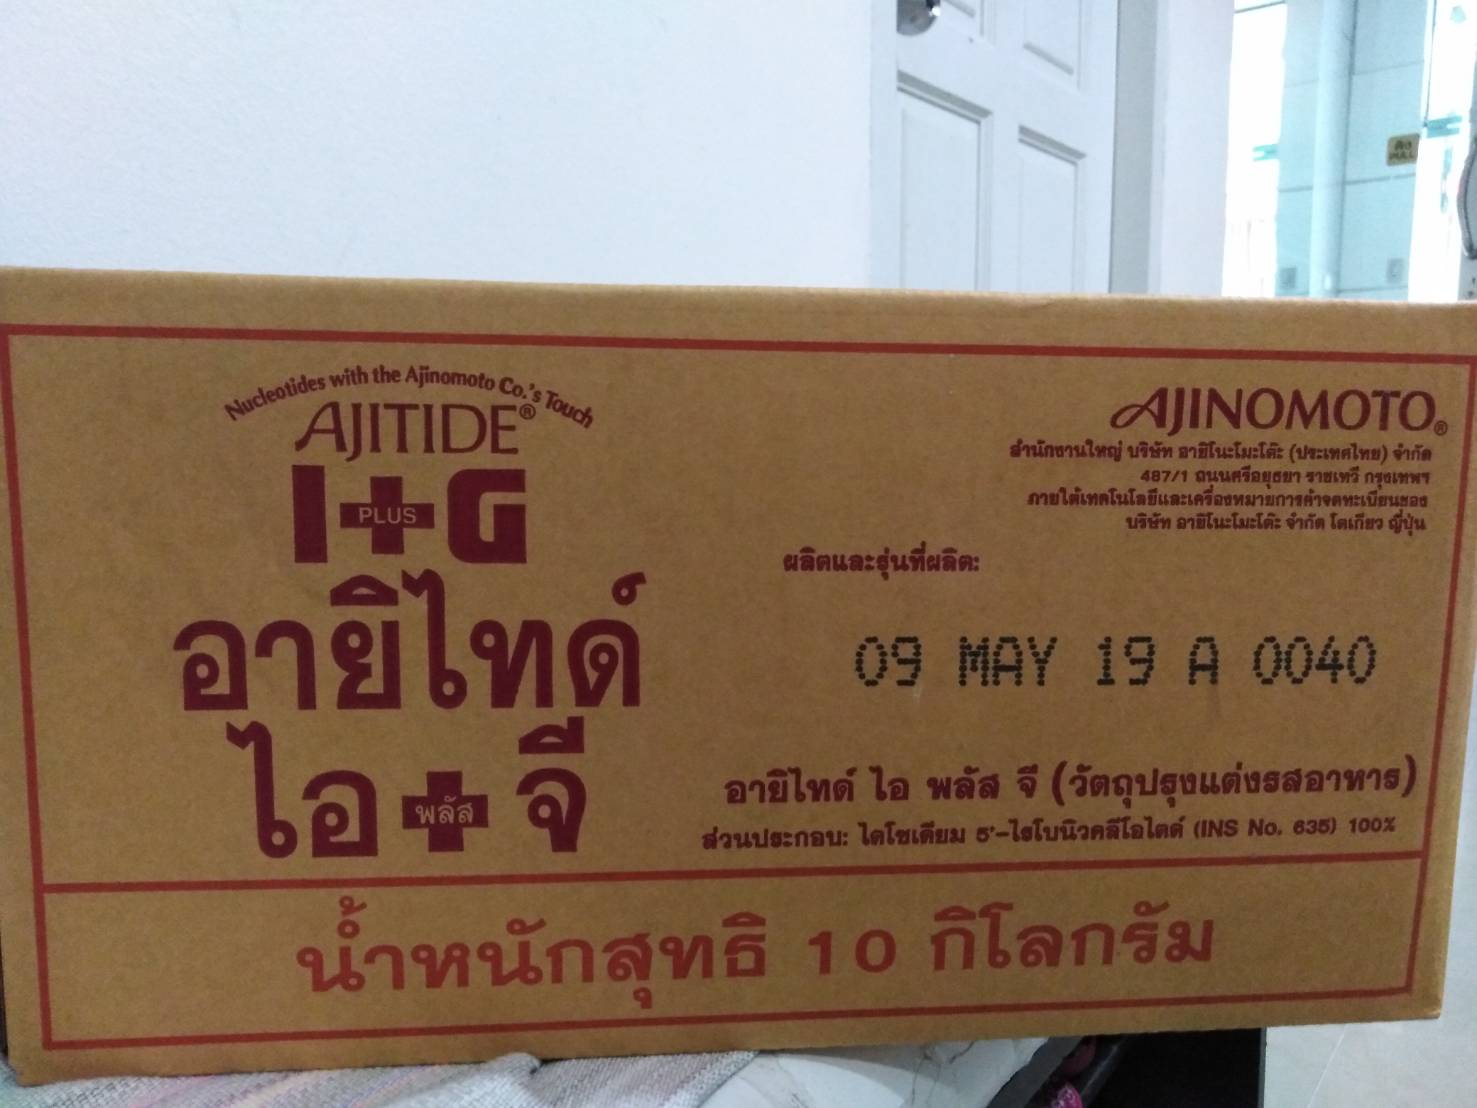 Nucleotides with the Ajinomoto Co.'s Touch
AJITIDE®
I+G
PLUS
อายิไทด์
ไอ+จี
พลัส
AJINOMOTO®
สำนักงานใหญ่ บริษัท อายิโนะโมะโต๊ะ (ประเทศไทย) จำกัด
487/1 ถนนศรีอยุธยา ราชเทวี กรุงเทพฯ
ภายใต้เทคโนโลยีและเครื่องหมายการค้าจดทะเบียนของ
บริษัท อายิโนะโมะโต๊ะ จำกัด โตเกียว ญี่ปุ่น
ผลิตและรุ่นที่ผลิต:
09 MAY 19 A 0040
อายิไทด์ ไอ พลัส จี (วัตถุปรุงแต่งรสอาหาร)
ส่วนประกอบ: ไดโซเดียม 5'-ไรโบนิวคลีโอไตด์ (INS No. 635) 100%
น้ำหนักสุทธิ 10 กิโลกรัม
ดึง
PULL